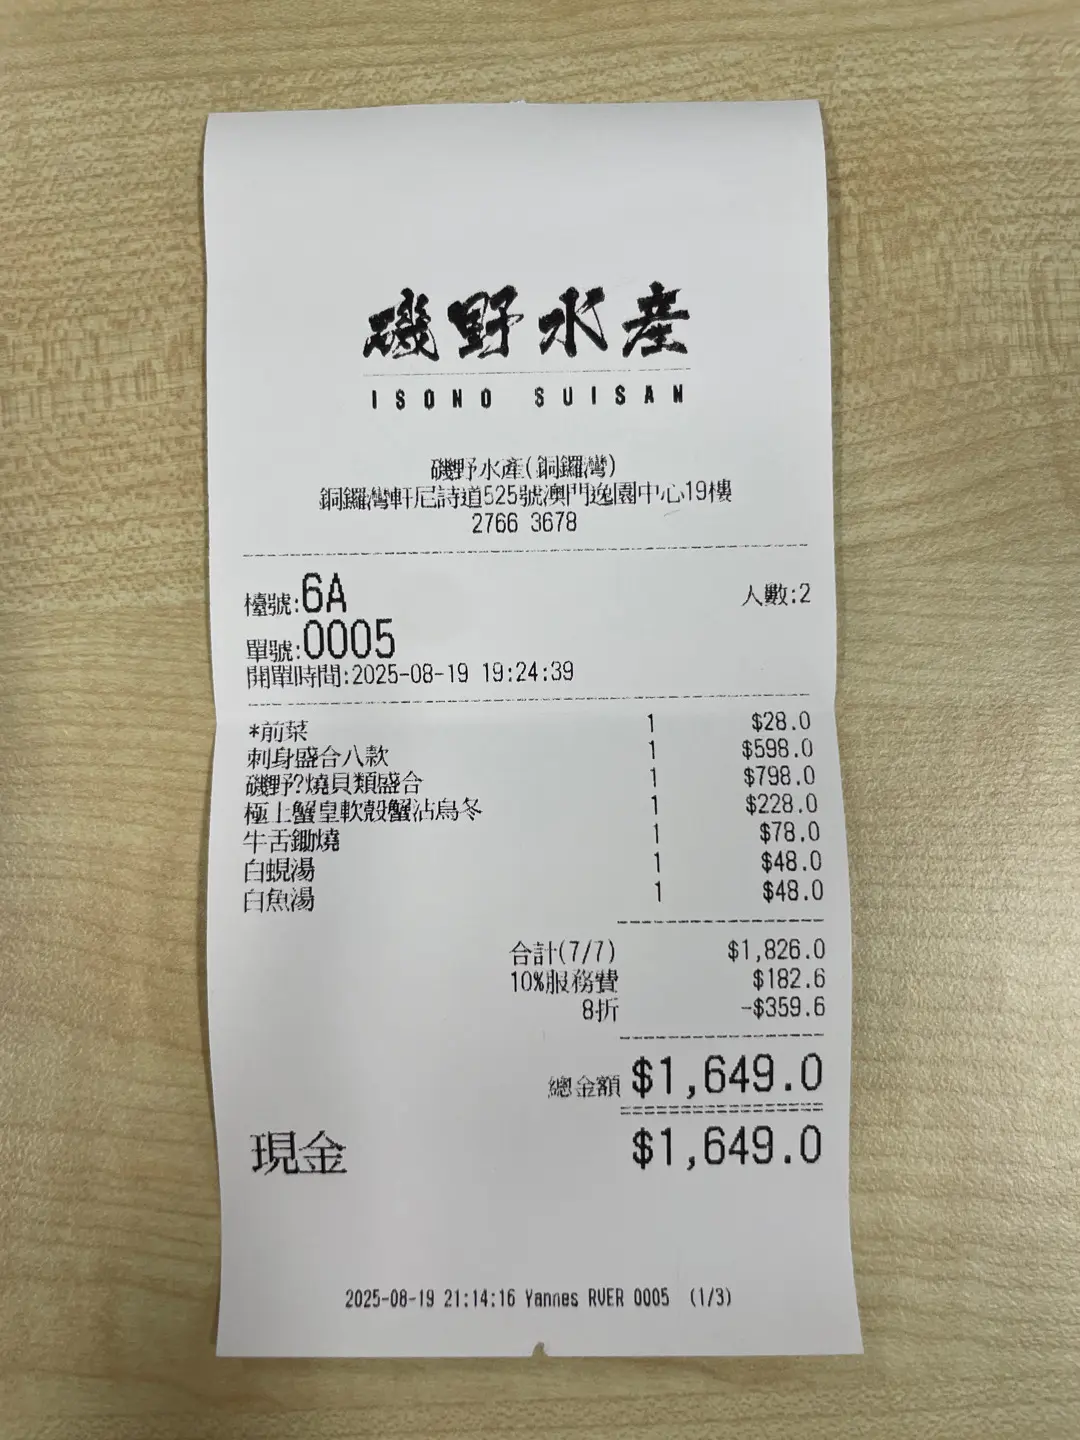 磯野水産
ISONO SUISAN
磯野水產(銅鑼灣)
銅鑼灣軒尼詩道525號澳門逸園中心19樓
2766 3678
檯號:6A 人數:2
單號:0005
開單時間:2025-08-19 19:24:39
*前菜 1 $28.0
刺身盛合八款 1 $598.0
磯野?燒貝類盛合 1 $798.0
極上蟹皇軟殼蟹沾烏冬 1 $228.0
牛舌鋤燒 1 $78.0
白蜆湯 1 $48.0
白魚湯 1 $48.0
合計(7/7) $1,826.0
10%服務費 $182.6
8折 -$359.6
總金額 $1,649.0
現金 $1,649.0
2025-08-19 21:14:16 Yannes RVER 0005 (1/3)